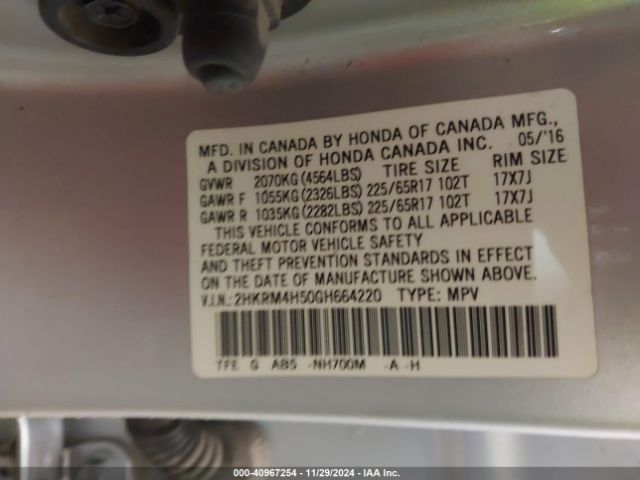 MFD. IN CANADA BY HONDA OF CANADA MFG.,
A DIVISION OF HONDA CANADA INC. 05/'16
GVWR 2070KG(4564LBS) TIRE SIZE RIM SIZE
GAWR F 1055KG(2326LBS) 225/65R17 102T 17X7J
GAWR R 1035KG(2282LBS) 225/65R17 102T 17X7J
THIS VEHICLE CONFORMS TO ALL APPLICABLE
FEDERAL MOTOR VEHICLE SAFETY
AND THEFT PREVENTION STANDARDS IN EFFECT
ON THE DATE OF MANUFACTURE SHOWN ABOVE.
V.I.N.:2HKRM4H50GH664220 TYPE: MPV
TFE G ABS -NH700M -A -H
000-40967254 - 11/29/2024 - IAA Inc.